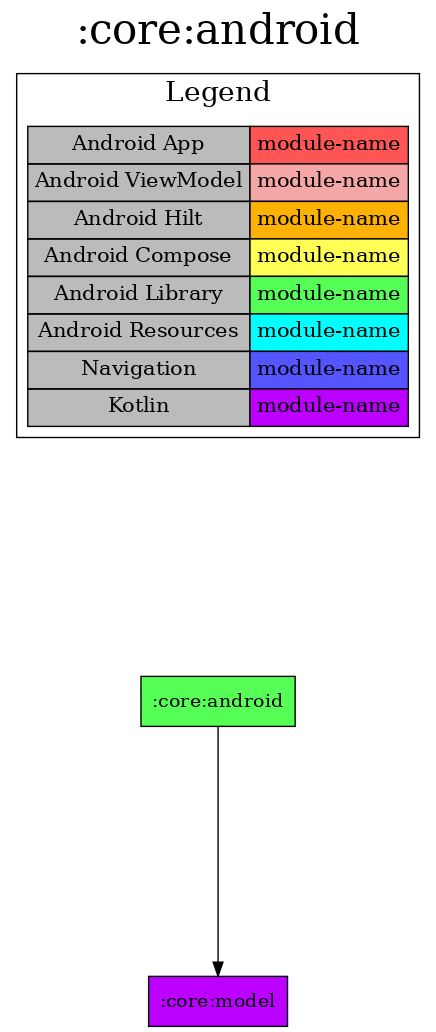 :core:android
Legend
Android App module-name
Android ViewModel module-name
Android Hilt module-name
Android Compose module-name
Android Library module-name
Android Resources module-name
Navigation module-name
Kotlin module-name
:core:android
:core:model